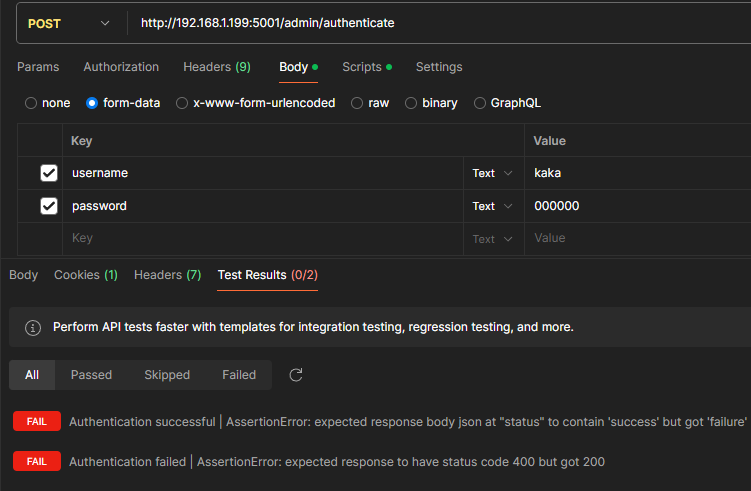 POST http://192.168.1.199:5001/admin/authenticate
Params Authorization Headers (9) Body Scripts Settings
none form-data x-www-form-urlencoded raw binary GraphQL
Key Value
username Text kaka
password Text 000000
Key Text Value
Body Cookies (1) Headers (7) Test Results (0/2)
Perform API tests faster with templates for integration testing, regression testing, and more.
All Passed Skipped Failed
FAIL Authentication successful | AssertionError: expected response body json at "status" to contain 'success' but got 'failure'
FAIL Authentication failed | AssertionError: expected response to have status code 400 but got 200